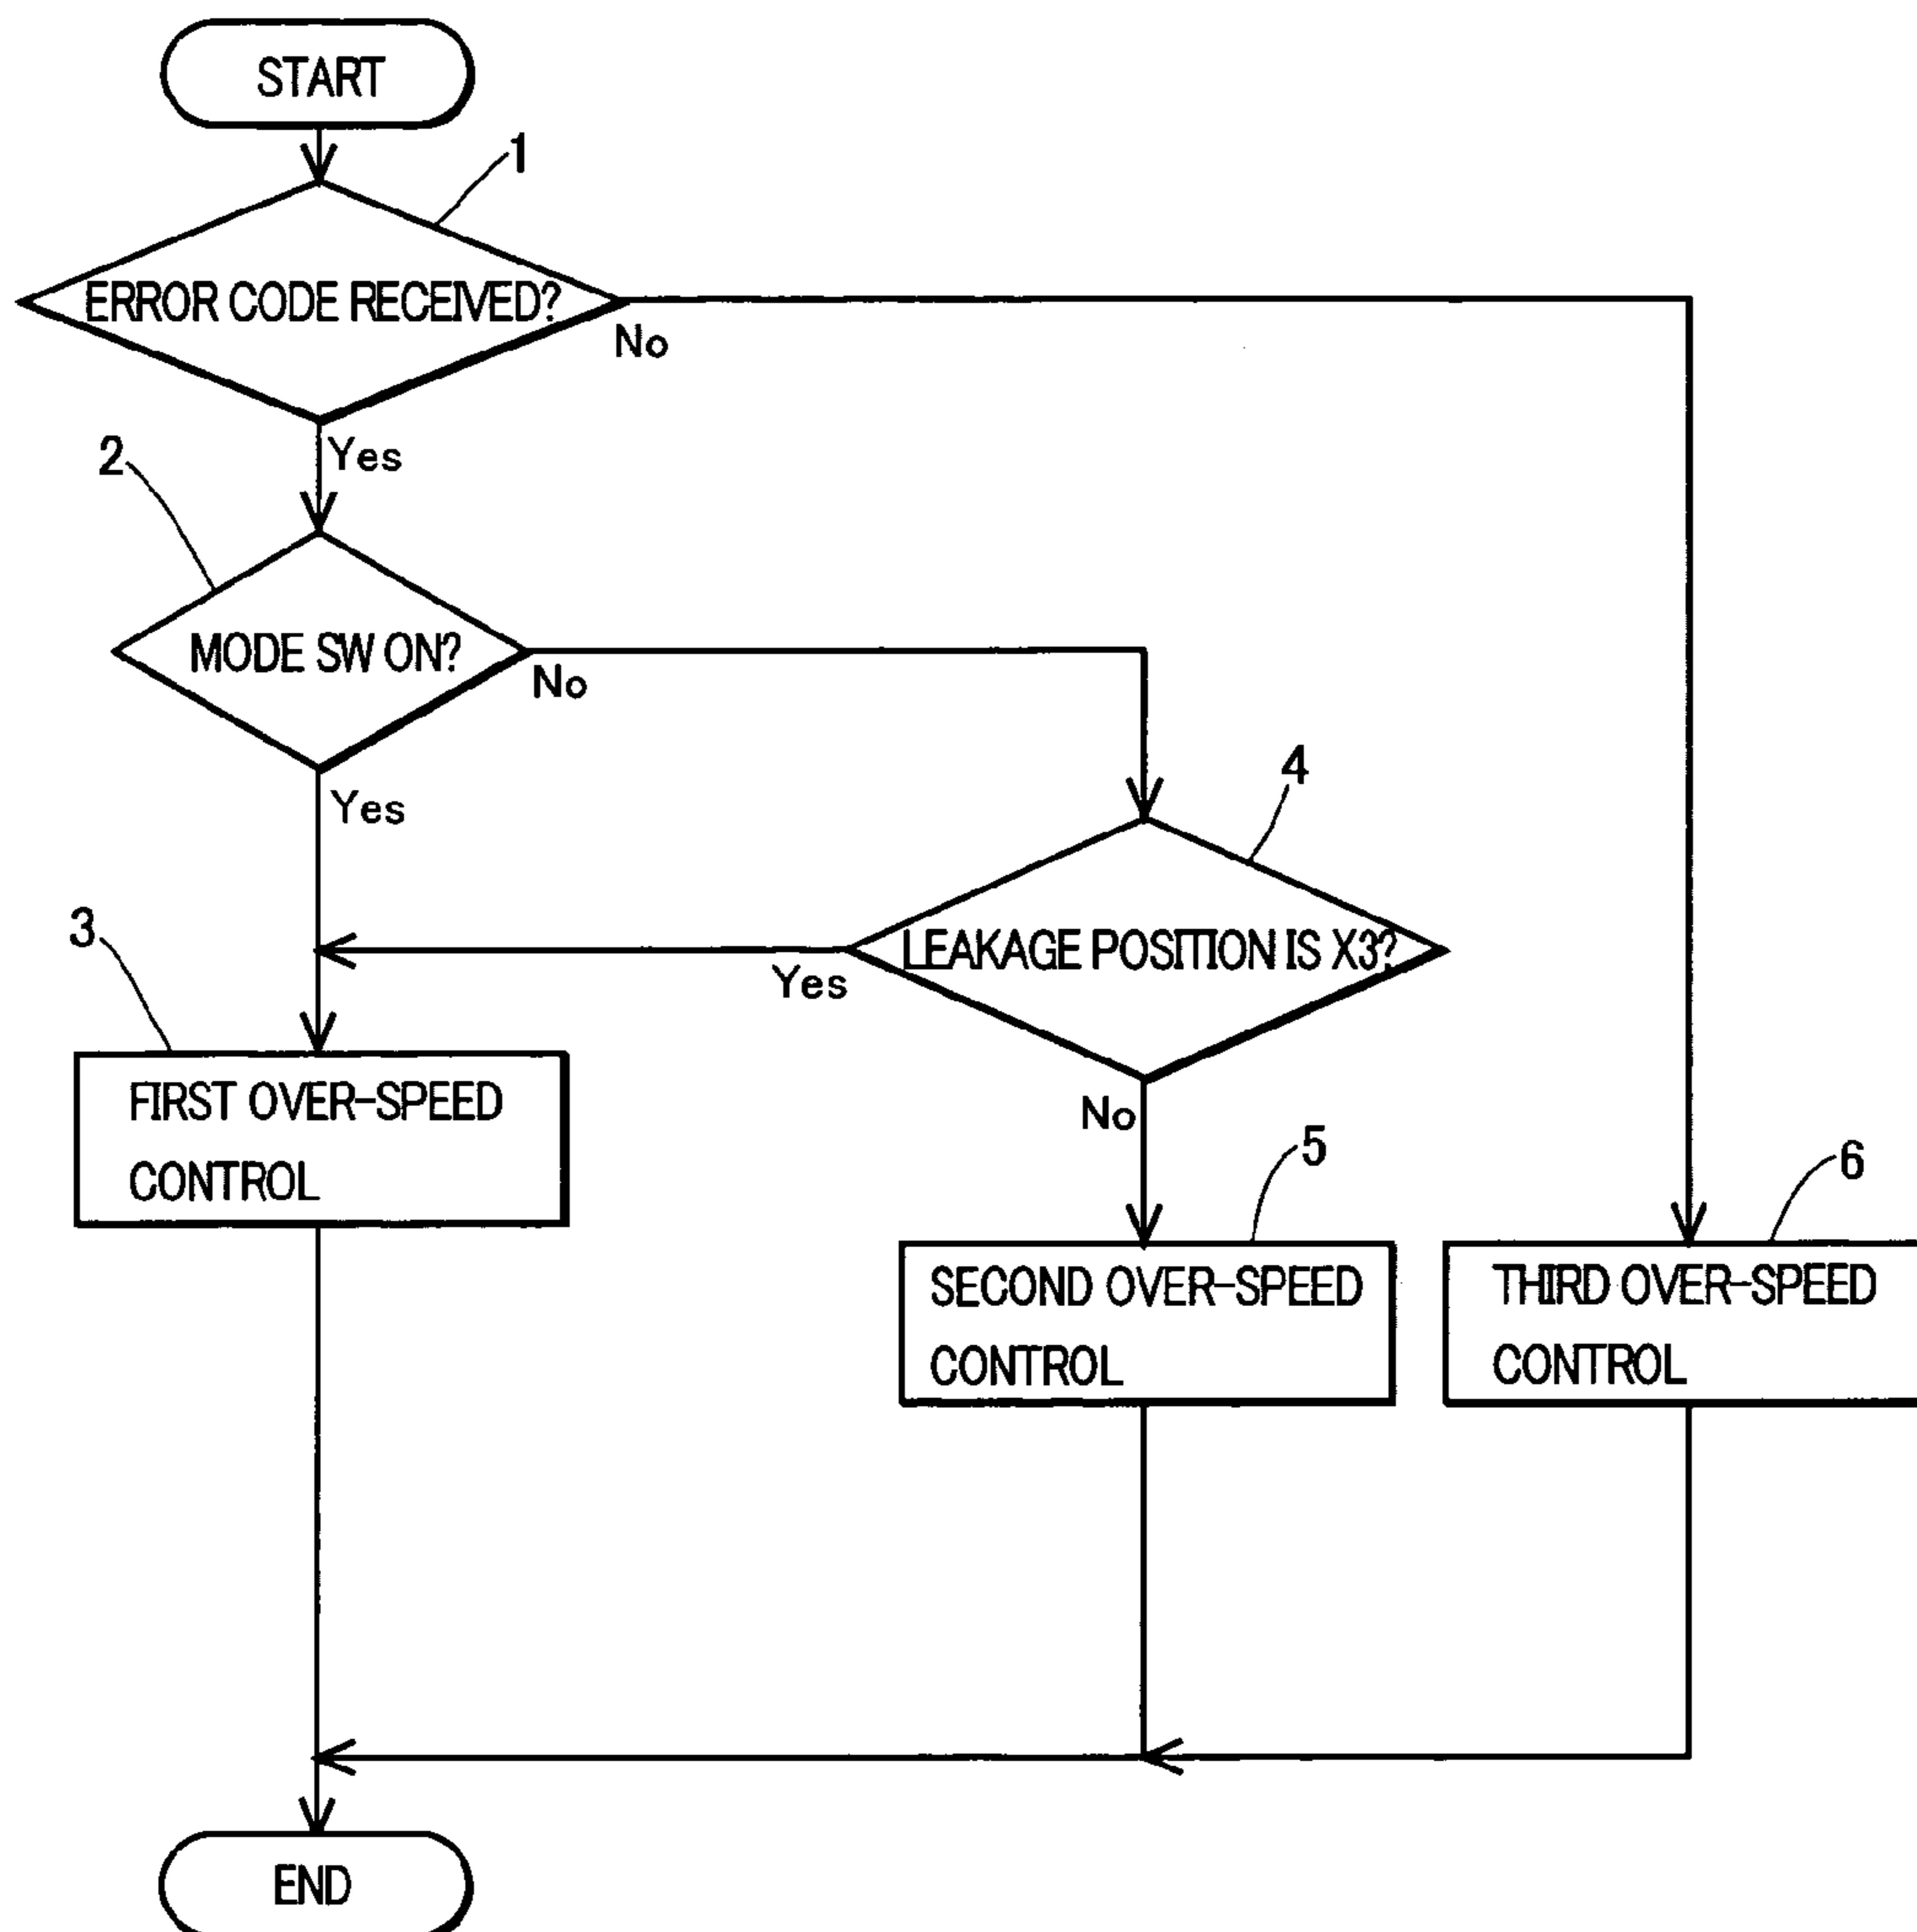 START
1
ERROR CODE RECEIVED?
No
Yes
2
MODE SW ON?
No
Yes
4
LEAKAGE POSITION IS X3?
Yes
No
3
FIRST OVER-SPEED
CONTROL
5
SECOND OVER-SPEED
CONTROL
6
THIRD OVER-SPEED
CONTROL
END